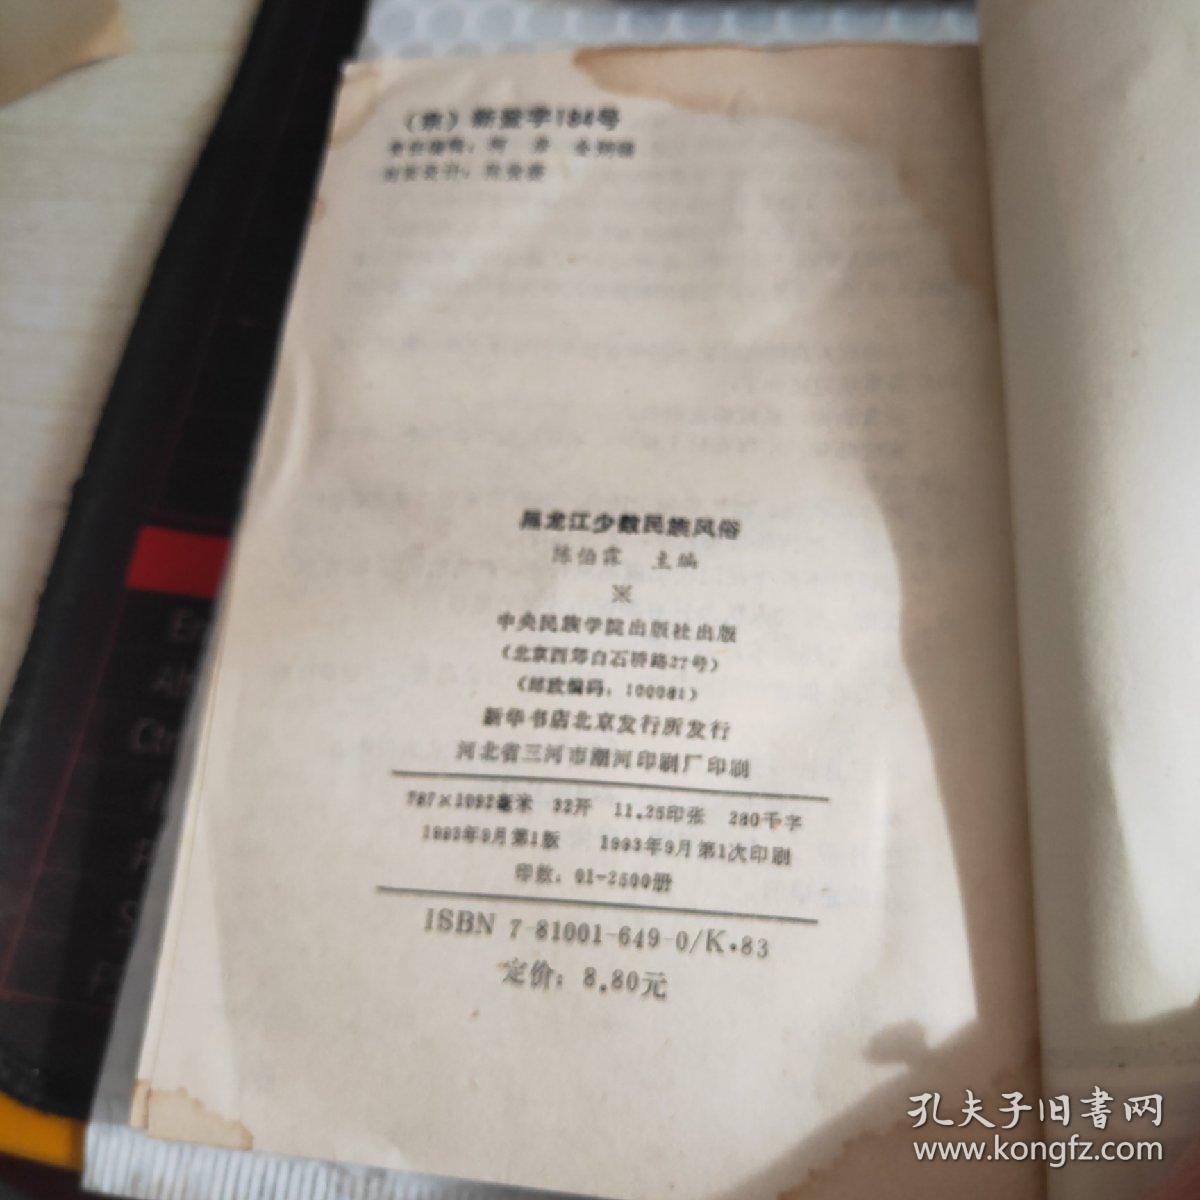 （京）新登字184号
黑龙江少数民族风俗
陈伯霖 主编
※
中央民族学院出版社出版
（北京西郊白石桥路27号）
（邮政编码：100081）
新华书店北京发行所发行
河北省三河市潮河印刷厂印刷
787×1092毫米 32开 11.25印张 280千字
1993年9月第1版 1993年9月第1次印刷
印数：01-2500册
ISBN 7-81001-649-0/K·83
定价：8.80元
孔夫子旧书网
www.kongfz.com